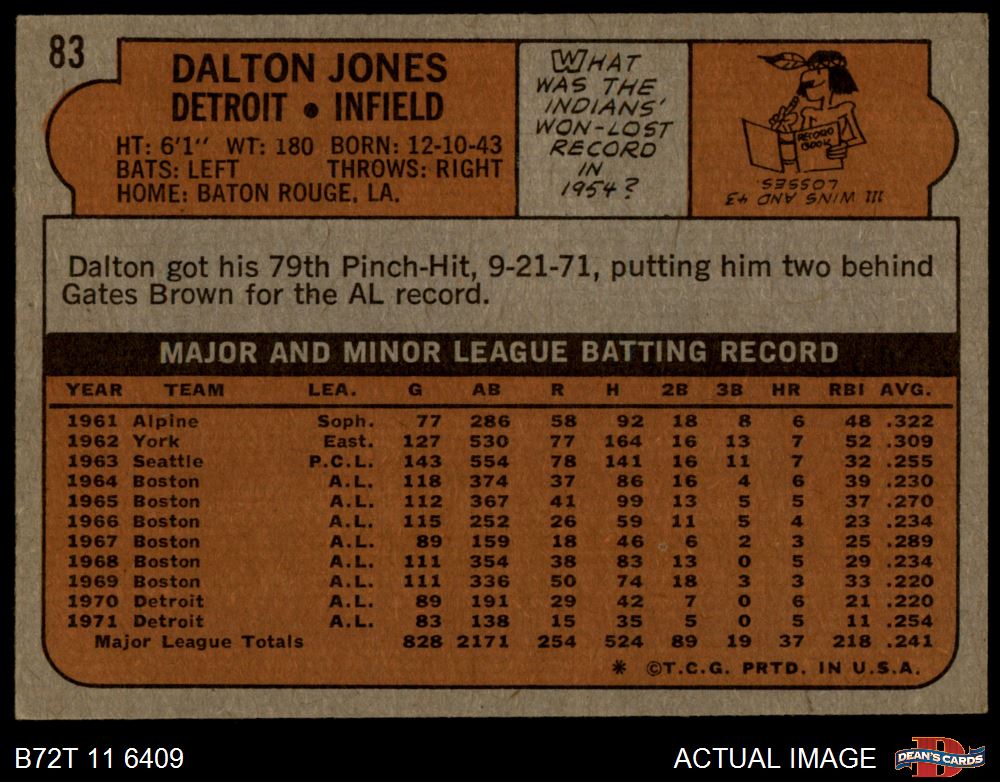 83
DALTON JONES
DETROIT • INFIELD
HT: 6'1" WT: 180 BORN: 12-10-43
BATS: LEFT THROWS: RIGHT
HOME: BATON ROUGE, LA.
WHAT
WAS THE
INDIANS'
WON-LOST
RECORD
IN
1954?
RECORD
BOOK
111 WINS AND 43
LOSSES
Dalton got his 79th Pinch-Hit, 9-21-71, putting him two behind
Gates Brown for the AL record.
MAJOR AND MINOR LEAGUE BATTING RECORD
YEAR TEAM LEA. G AB R H 2B 3B HR RBI AVG.
1961 Alpine Soph. 77 286 58 92 18 8 6 48 .322
1962 York East. 127 530 77 164 16 13 7 52 .309
1963 Seattle P.C.L. 143 554 78 141 16 11 7 32 .255
1964 Boston A.L. 118 374 37 86 16 4 6 39 .230
1965 Boston A.L. 112 367 41 99 13 5 5 37 .270
1966 Boston A.L. 115 252 26 59 11 5 4 23 .234
1967 Boston A.L. 89 159 18 46 6 2 3 25 .289
1968 Boston A.L. 111 354 38 83 13 0 5 29 .234
1969 Boston A.L. 111 336 50 74 18 3 3 33 .220
1970 Detroit A.L. 89 191 29 42 7 0 6 21 .220
1971 Detroit A.L. 83 138 15 35 5 0 5 11 .254
Major League Totals 828 2171 254 524 89 19 37 218 .241
* ©T.C.G. PRTD. IN U.S.A.
B72T 11 6409
ACTUAL IMAGE
D
DEAN'S CARDS